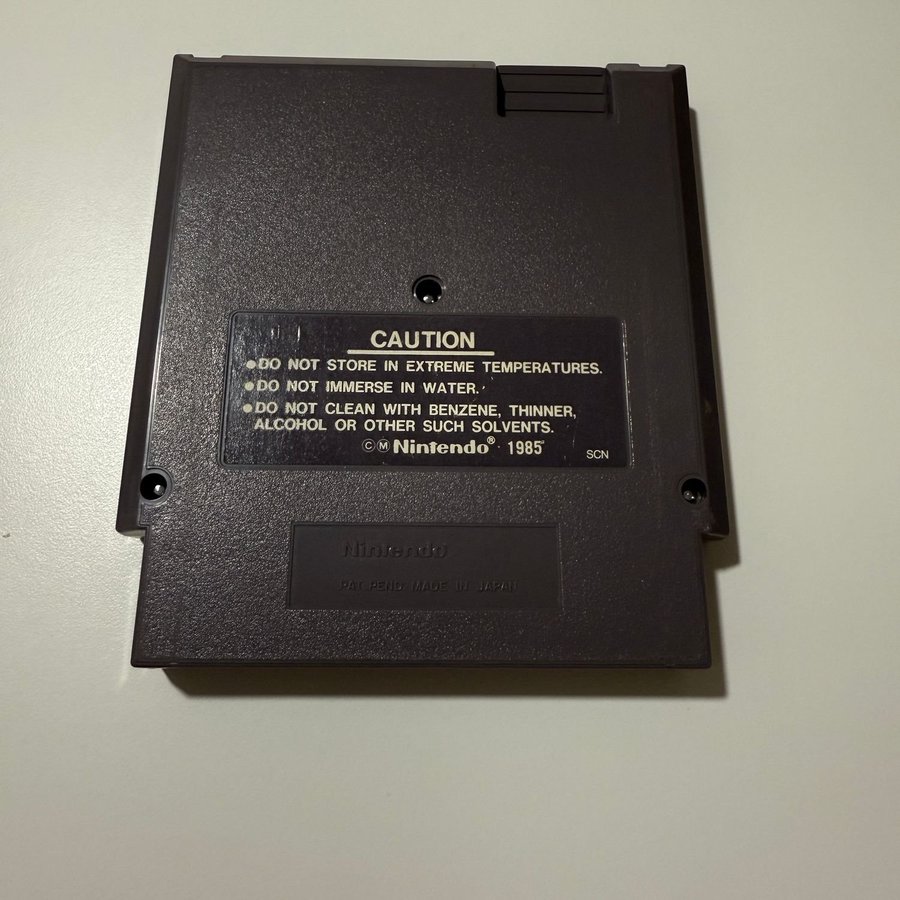 CAUTION
●DO NOT STORE IN EXTREME TEMPERATURES.
●DO NOT IMMERSE IN WATER.
●DO NOT CLEAN WITH BENZENE, THINNER,
ALCOHOL OR OTHER SUCH SOLVENTS.
©Ⓜ Nintendo® 1985
SCN
Nintendo
PAT. PEND. MADE IN JAPAN